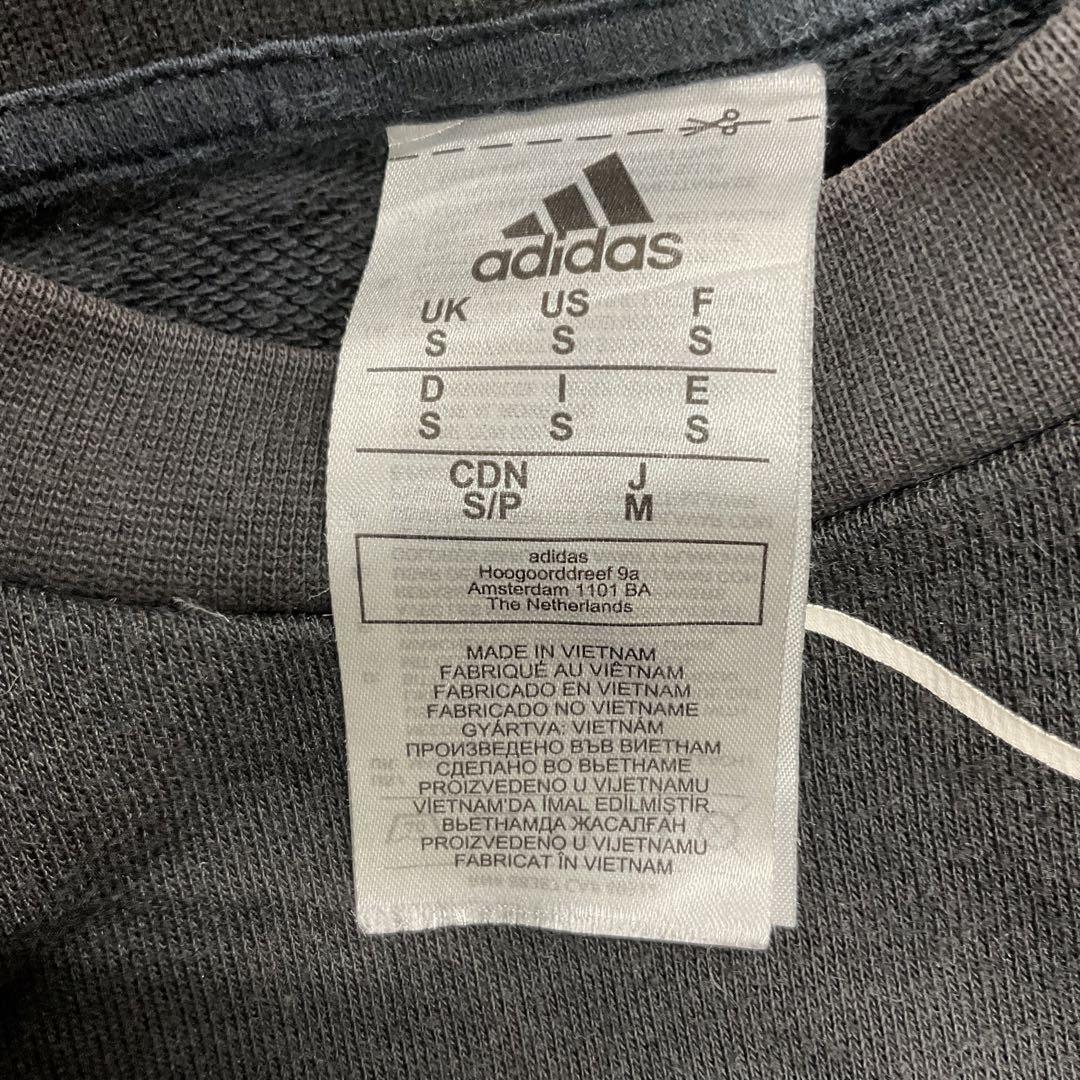 adidas
UK US F
S S S
D I E
S S S
CDN J
S/P M
adidas
Hoogoorddreef 9a
Amsterdam 1101 BA
The Netherlands
MADE IN VIETNAM
FABRIQUÉ AU VIÊTNAM
FABRICADO EN VIETNAM
FABRICADO NO VIETNAME
GYÁRTVA: VIETNÁM
ПРОИЗВЕДЕНО ВЪВ ВИЕТНАМ
СДЕЛАНО ВО ВЬЕТНАМЕ
PROIZVEDENO U VIJETNAMU
VİETNAM'DA İMAL EDİLMİŞTİR.
ВЬЕТНАМДА ЖАСАЛҒАН
PROIZVEDENO U VIJETNAMU
FABRICAT ÎN VIETNAM